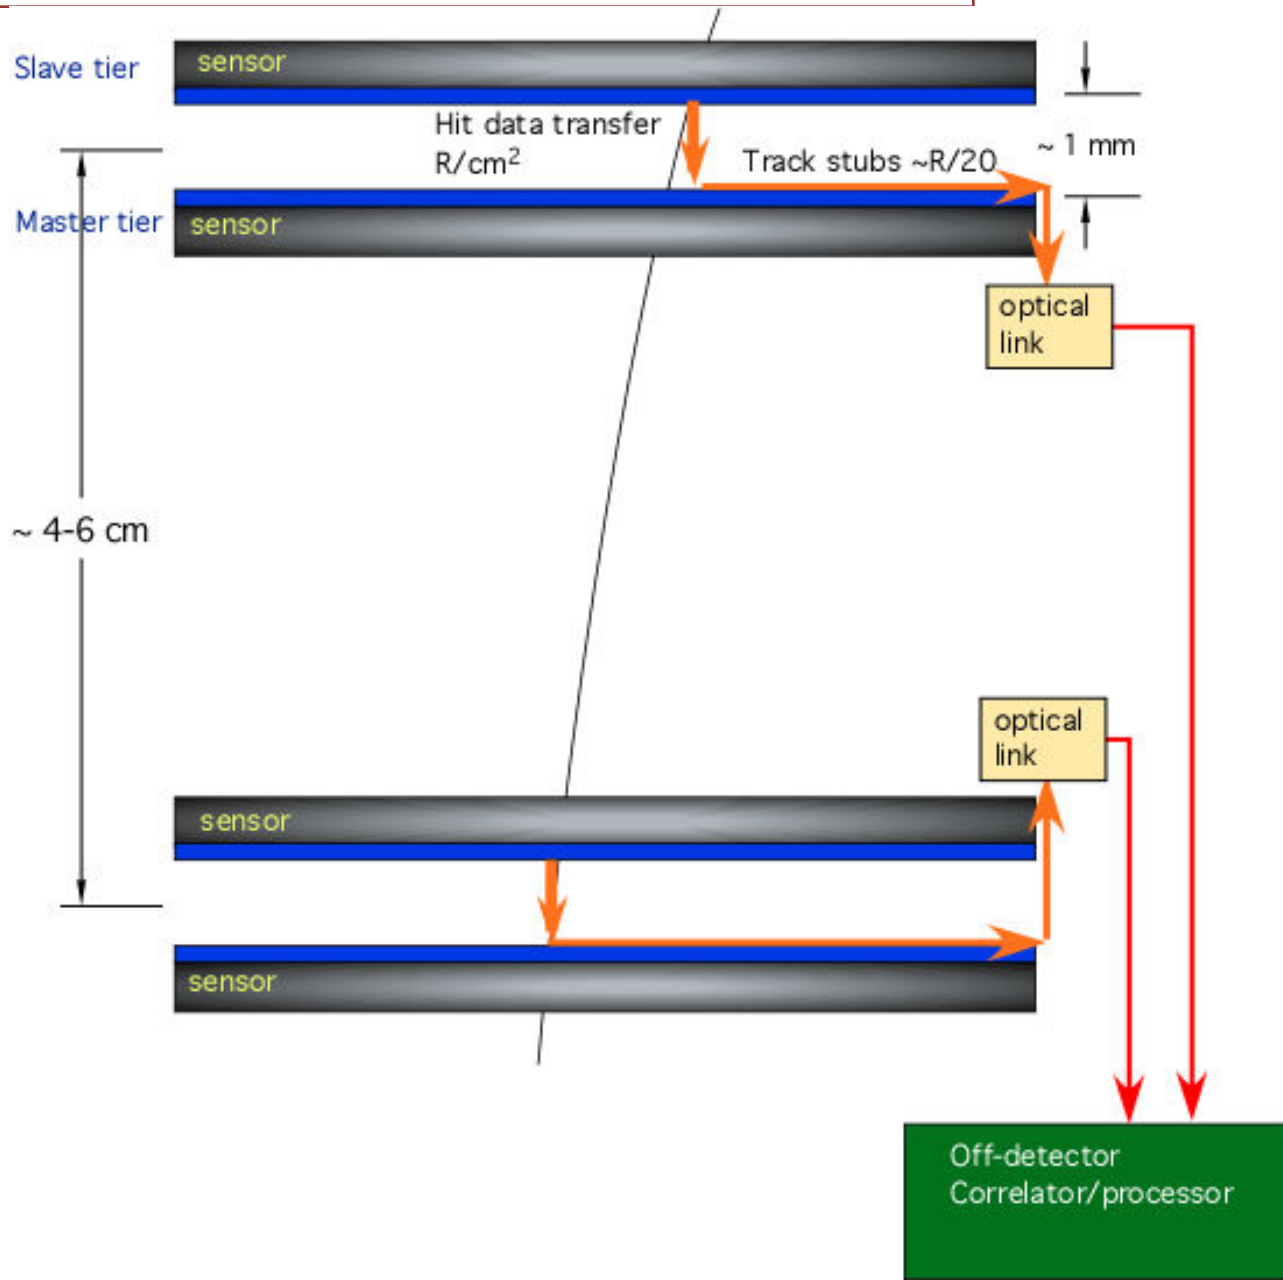 Slave tier
sensor
Hit data transfer
R/cm²
Track stubs ~R/20
~ 1 mm
Master tier
sensor
optical
link
~ 4-6 cm
optical
link
sensor
sensor
Off-detector
Correlator/processor